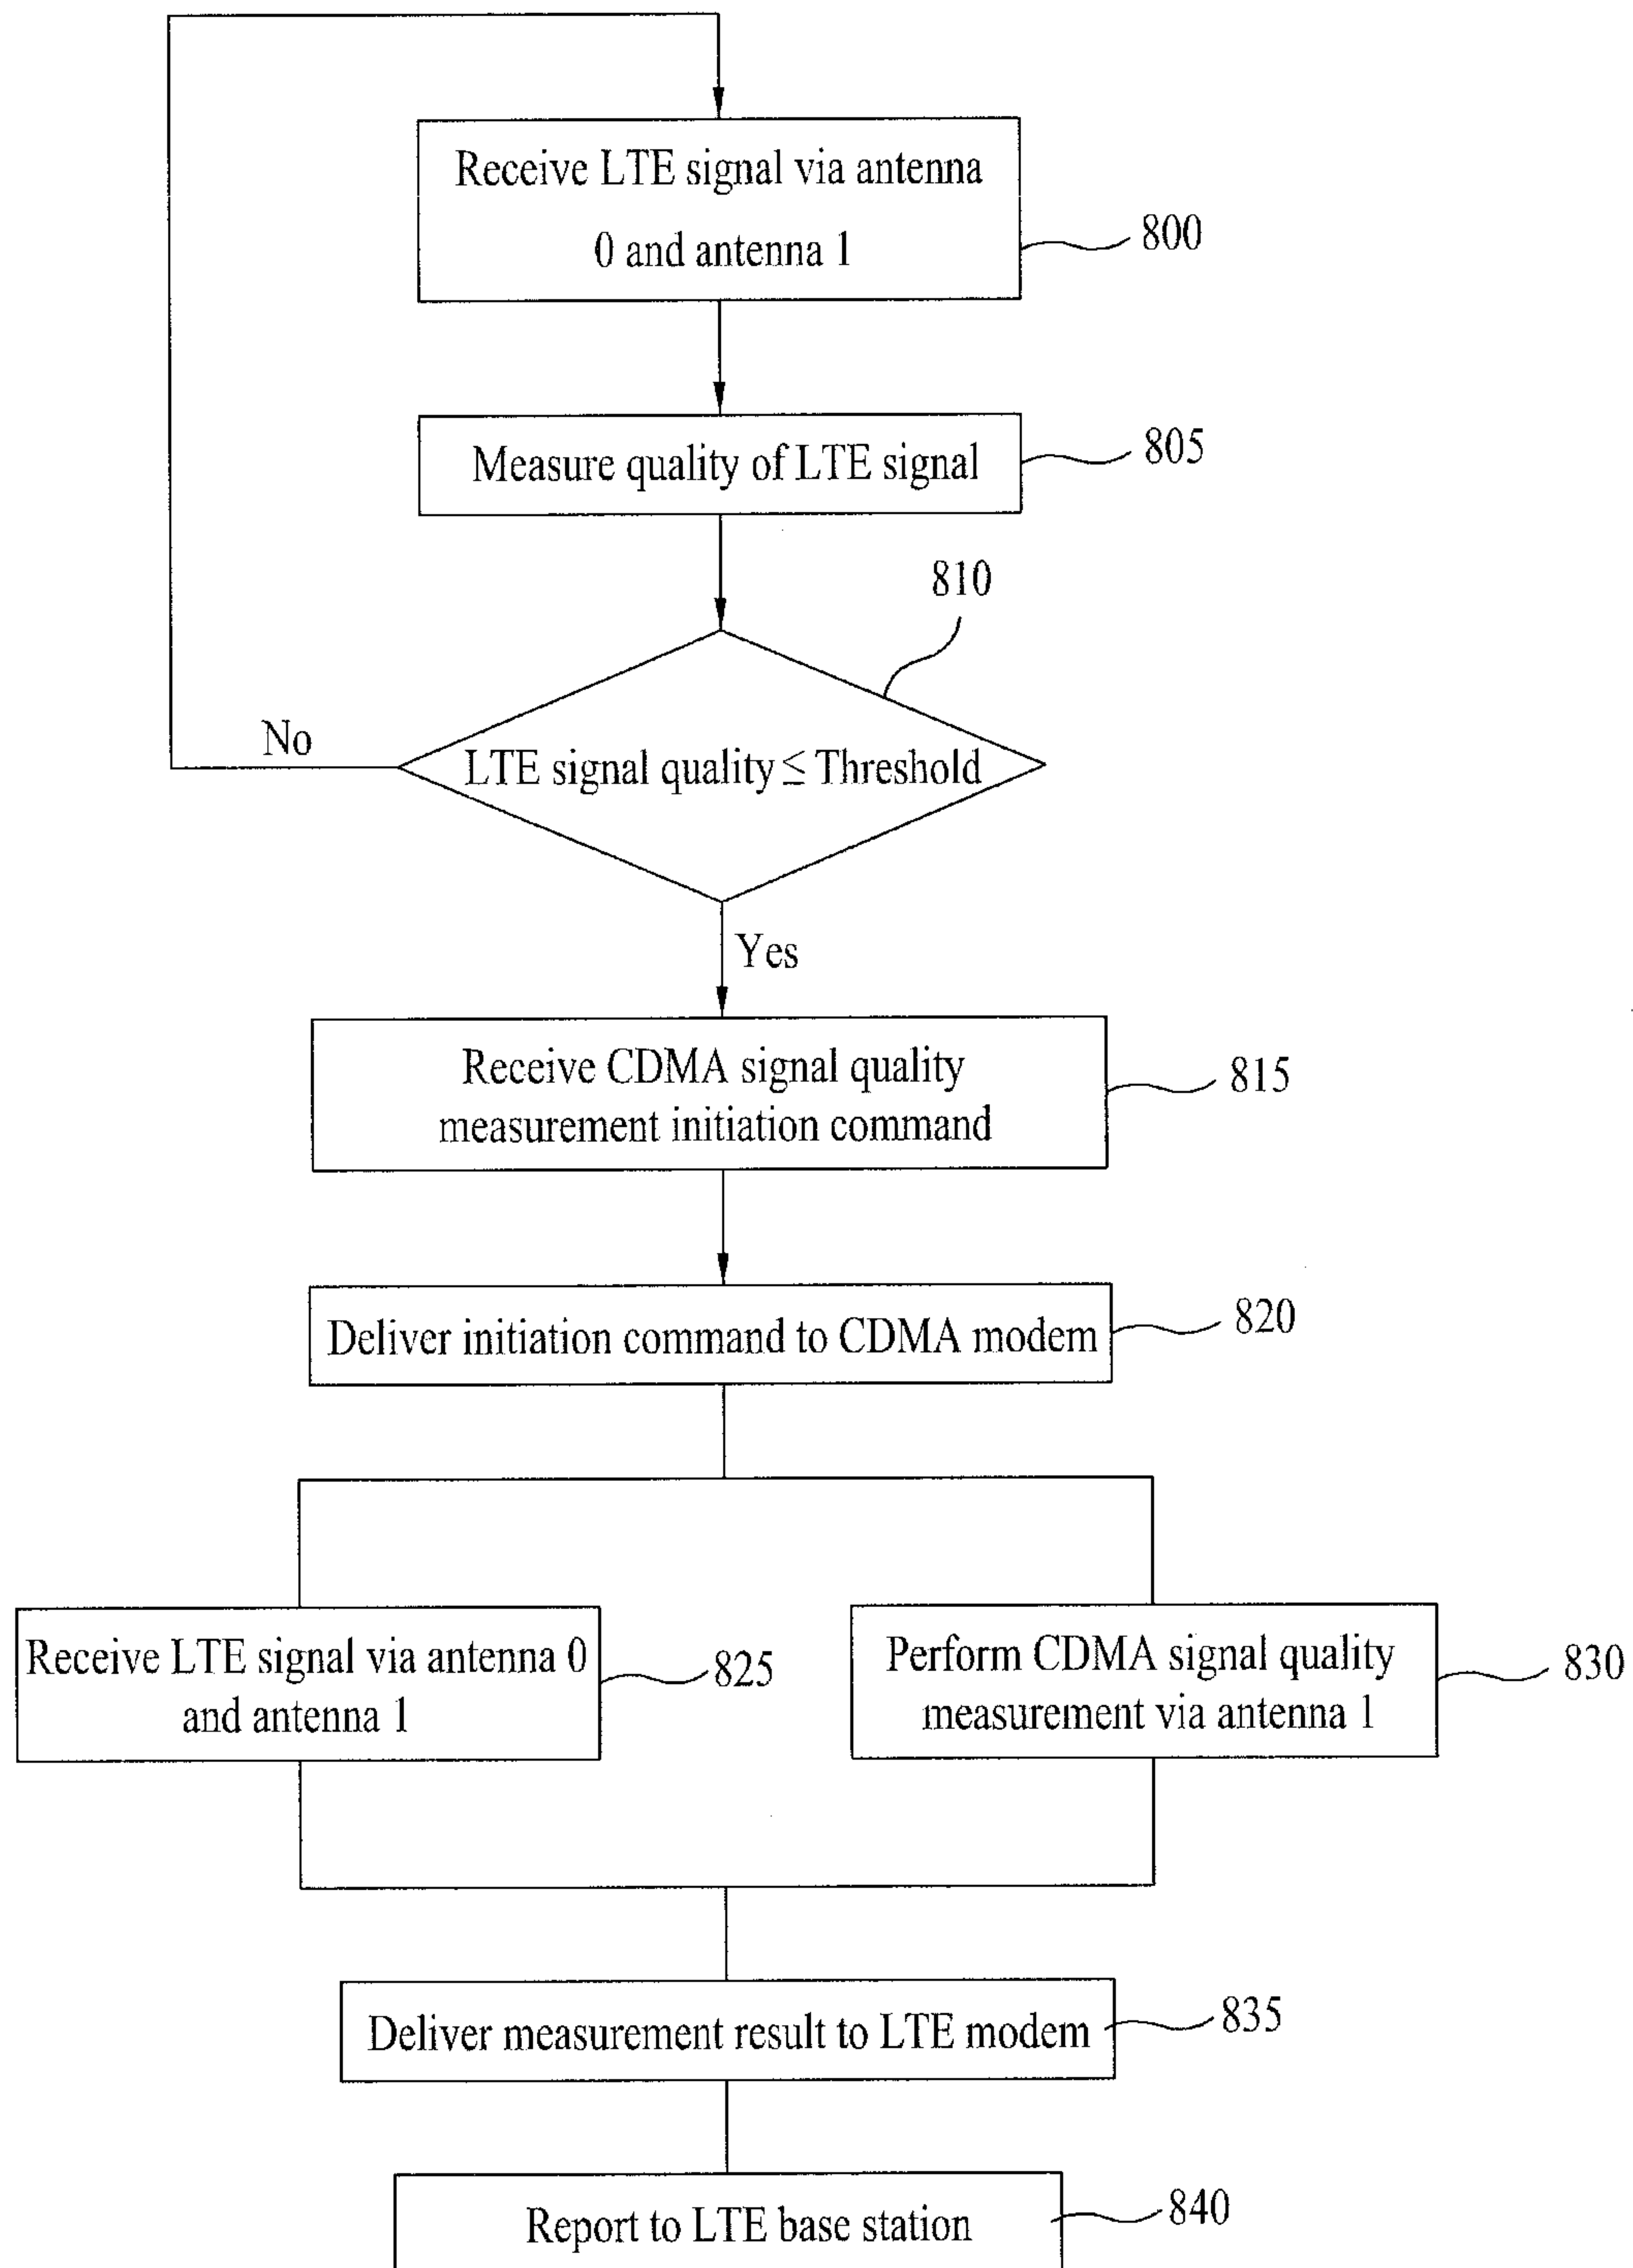 Receive LTE signal via antenna
0 and antenna 1
800
Measure quality of LTE signal
805
810
LTE signal quality ≦ Threshold
No
Yes
Receive CDMA signal quality
measurement initiation command
815
Deliver initiation command to CDMA modem
820
Receive LTE signal via antenna 0
and antenna 1
825
Perform CDMA signal quality
measurement via antenna 1
830
Deliver measurement result to LTE modem
835
Report to LTE base station
840